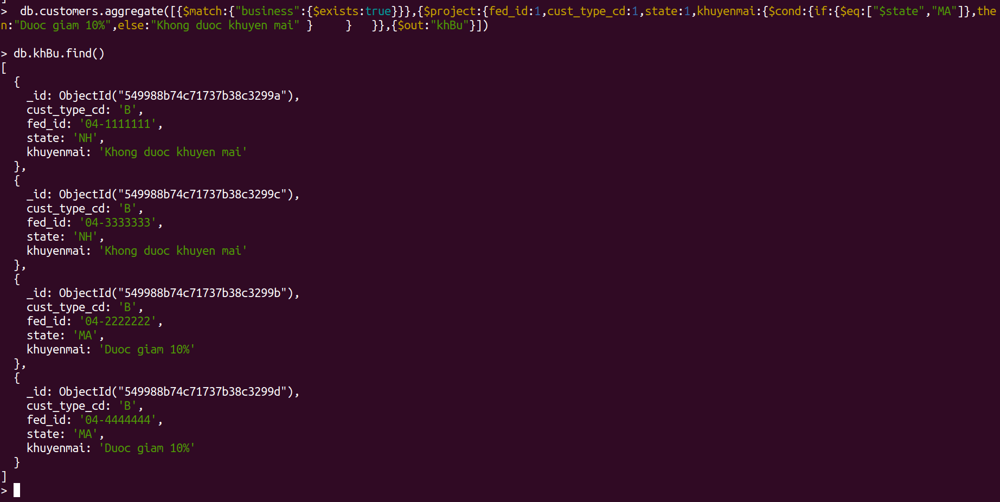 ]
>  db.customers.aggregate([{$match:{"business":{$exists:true}}},{$project:{fed_id:1,cust_type_cd:1,state:1,khuyenmai:{$cond:{if:{$eq:["$state","MA"]},the
n:"Duoc giam 10%",else:"Khong duoc khuyen mai" }     }   }},{$out:"khBu"}])
> db.khBu.find()
[
  {
    _id: ObjectId("549988b74c71737b38c3299a"),
    cust_type_cd: 'B',
    fed_id: '04-1111111',
    state: 'NH',
    khuyenmai: 'Khong duoc khuyen mai'
  },
  {
    _id: ObjectId("549988b74c71737b38c3299c"),
    cust_type_cd: 'B',
    fed_id: '04-3333333',
    state: 'NH',
    khuyenmai: 'Khong duoc khuyen mai'
  },
  {
    _id: ObjectId("549988b74c71737b38c3299b"),
    cust_type_cd: 'B',
    fed_id: '04-2222222',
    state: 'MA',
    khuyenmai: 'Duoc giam 10%'
  },
  {
    _id: ObjectId("549988b74c71737b38c3299d"),
    cust_type_cd: 'B',
    fed_id: '04-4444444',
    state: 'MA',
    khuyenmai: 'Duoc giam 10%'
  }
]
>